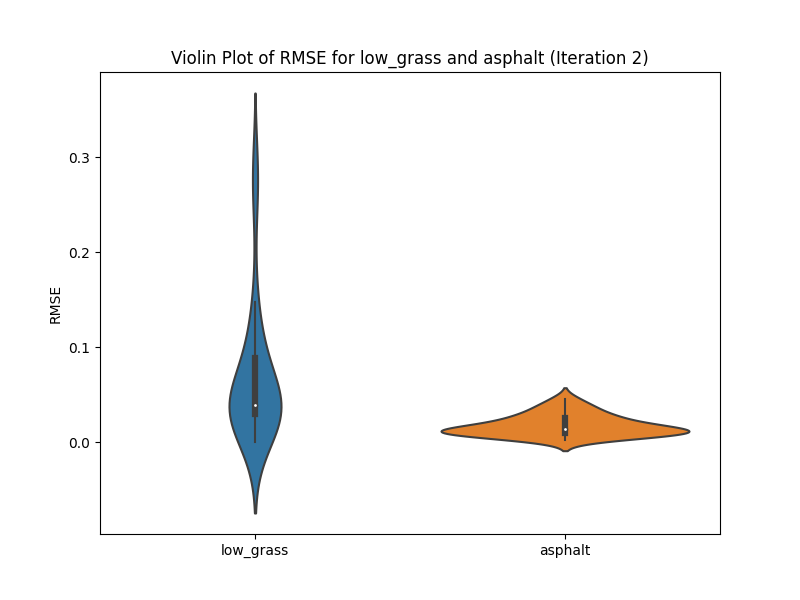 Violin Plot of RMSE for low_grass and asphalt (Iteration 2)
0.3
0.2
0.1
0.0
RMSE
low_grass
asphalt